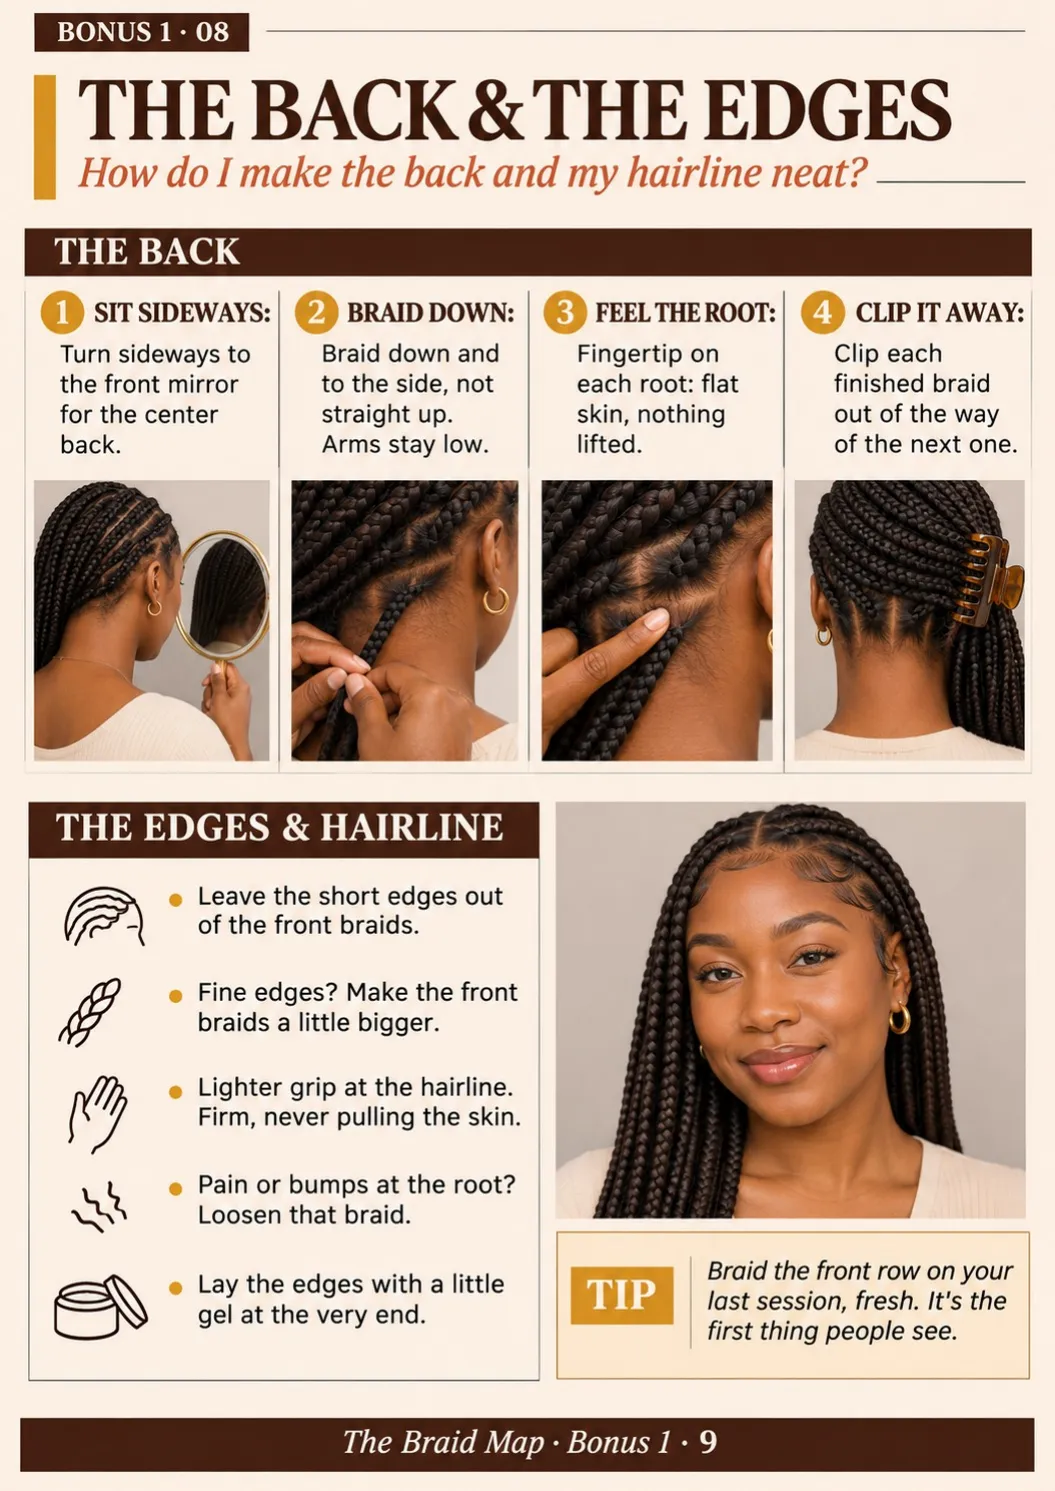 BONUS 1 · 08
THE BACK & THE EDGES
How do I make the back and my hairline neat?
THE BACK
1 SIT SIDEWAYS:
Turn sideways to
the front mirror
for the center
back.
2 BRAID DOWN:
Braid down and
to the side, not
straight up.
Arms stay low.
3 FEEL THE ROOT:
Fingertip on
each root: flat
skin, nothing
lifted.
4 CLIP IT AWAY:
Clip each
finished braid
out of the way
of the next one.
THE EDGES & HAIRLINE
Leave the short edges out
of the front braids.
Fine edges? Make the front
braids a little bigger.
Lighter grip at the hairline.
Firm, never pulling the skin.
Pain or bumps at the root?
Loosen that braid.
Lay the edges with a little
gel at the very end.
TIP
Braid the front row on your
last session, fresh. It's the
first thing people see.
The Braid Map · Bonus 1 · 9